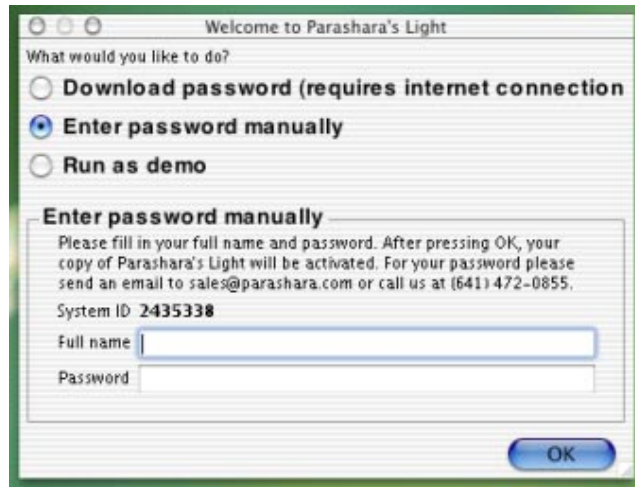 Welcome to Parashara's Light
What would you like to do?
Download password (requires internet connection
Enter password manually
Run as demo
Enter password manually
Please fill in your full name and password. After pressing OK, your
copy of Parashara's Light will be activated. For your password please
send an email to sales@parashara.com or call us at (641) 472-0855.
System ID 2435338
Full name
Password
OK